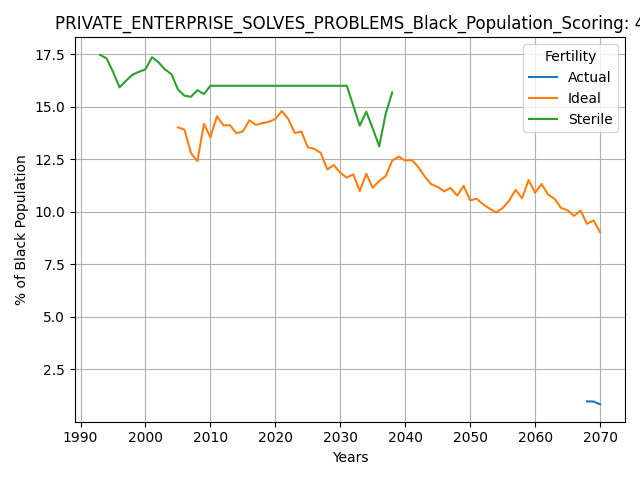 PRIVATE_ENTERPRISE_SOLVES_PROBLEMS_Black_Population_Scoring: 4
Fertility
Actual
Ideal
Sterile
% of Black Population
17.5
15.0
12.5
10.0
7.5
5.0
2.5
1990 2000 2010 2020 2030 2040 2050 2060 2070
Years